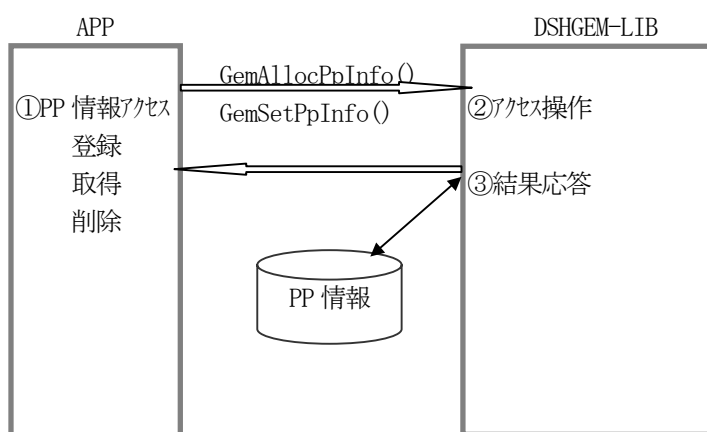 APP
DSHGEM-LIB
GemAllocPpInfo()
①PP 情報ｱｸｾｽ
GemSetPpInfo()
②ｱｸｾｽ操作
登録
取得
③結果応答
削除
PP 情報